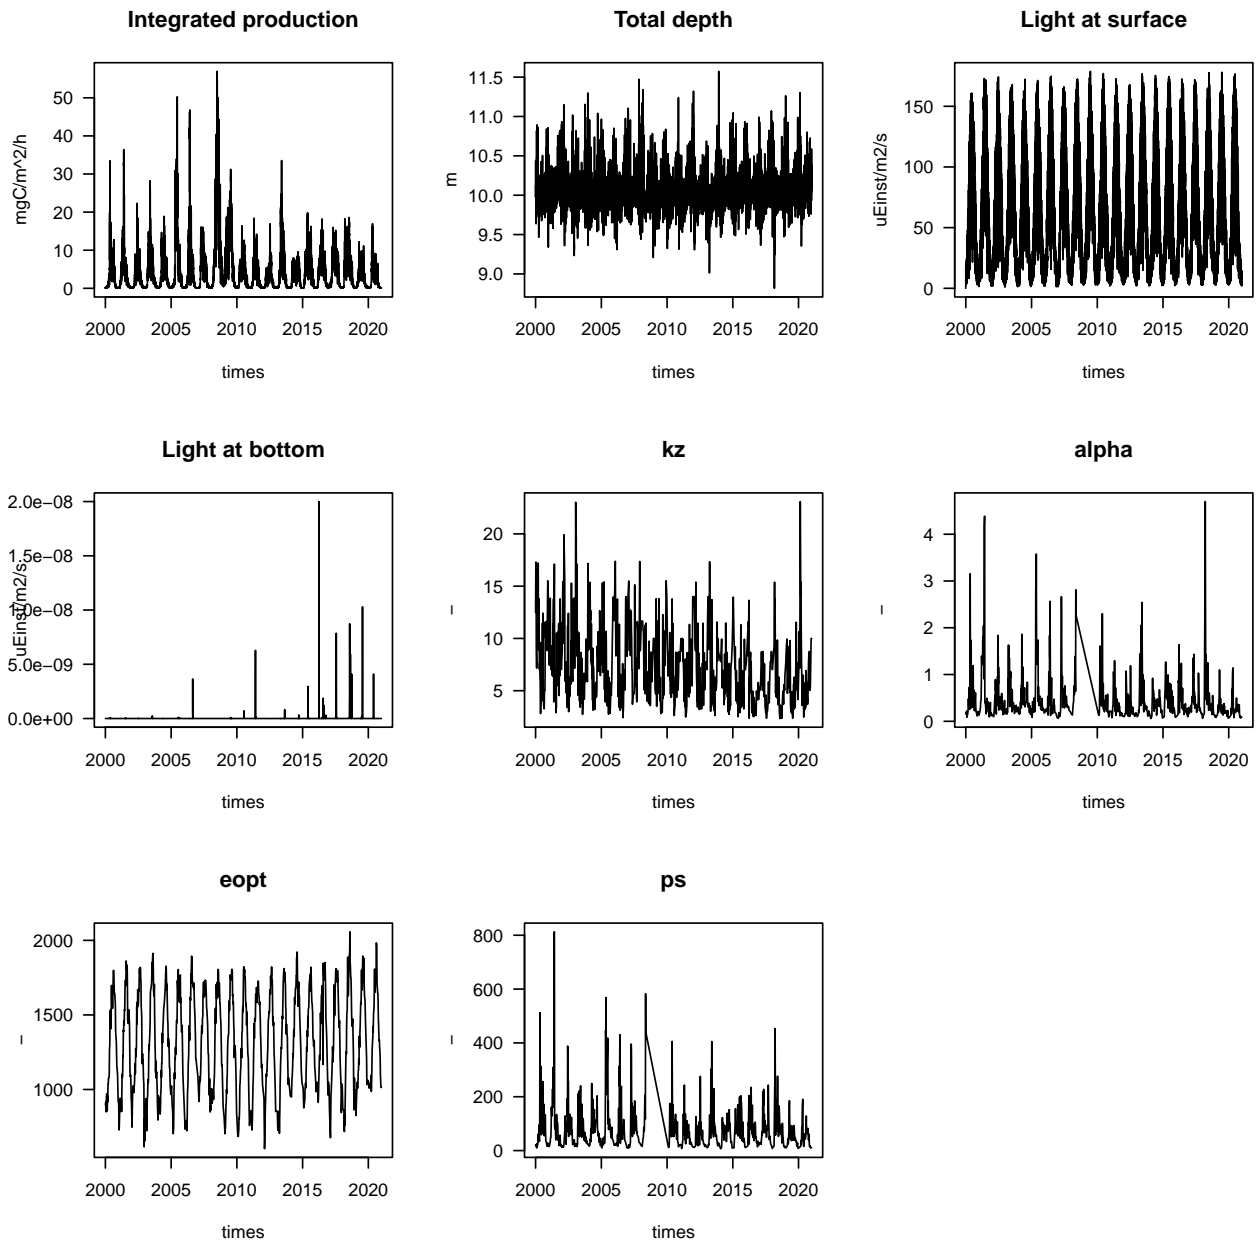 Integrated production
mgC/m^2/h
50
40
30
20
10
0
2000 2005 2010 2015 2020
times
Total depth
m
11.5
11.0
10.5
10.0
9.5
9.0
2000 2005 2010 2015 2020
times
Light at surface
uEinst/m2/s
150
100
50
0
2000 2005 2010 2015 2020
times
Light at bottom
uEinst/m2/s
2.0e−08
1.5e−08
1.0e−08
5.0e−09
0.0e+00
2000 2005 2010 2015 2020
times
kz
−
20
15
10
5
2000 2005 2010 2015 2020
times
alpha
−
4
3
2
1
0
2000 2005 2010 2015 2020
times
eopt
−
2000
1500
1000
2000 2005 2010 2015 2020
times
ps
−
800
600
400
200
0
2000 2005 2010 2015 2020
times